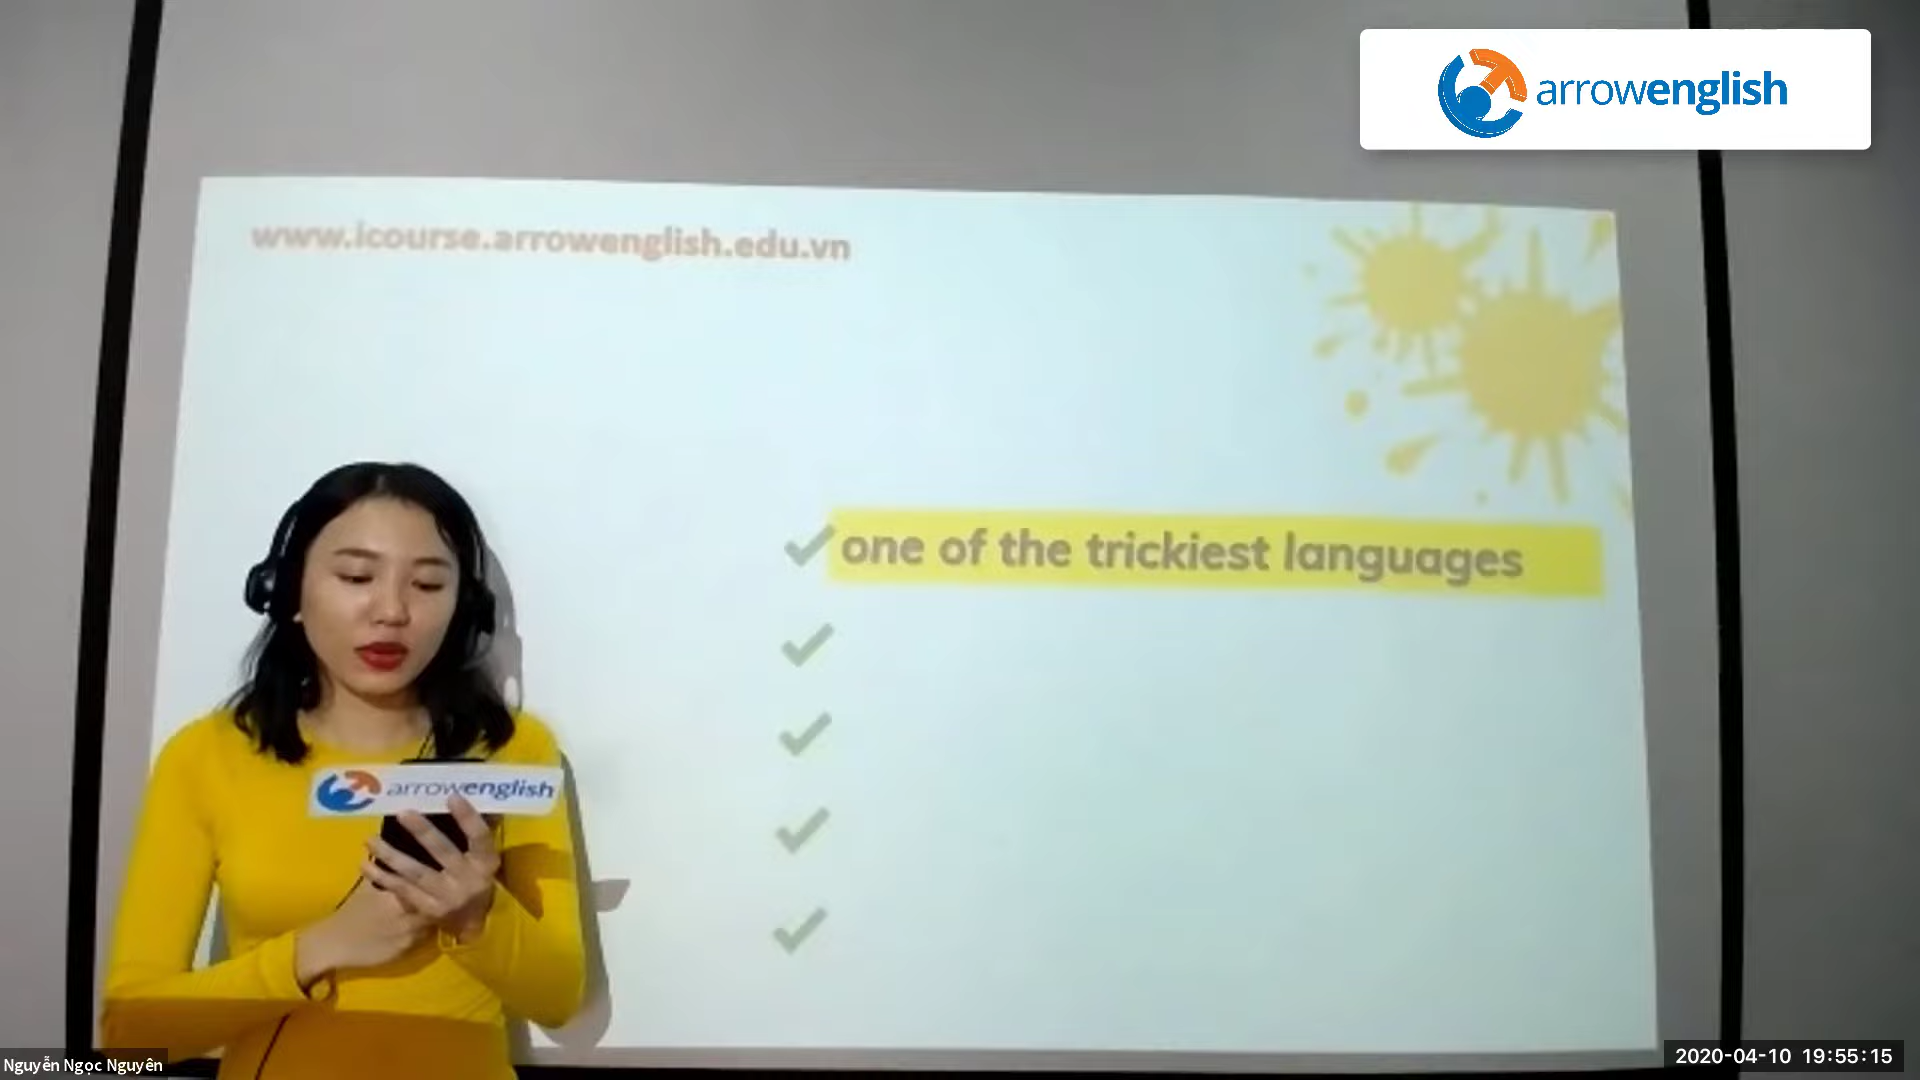 arrowenglish
www.icourse.arrowenglish.edu.vn
one of the trickiest languages
arrowenglish
Nguyễn Ngọc Nguyên
2020-04-10 19:55:15